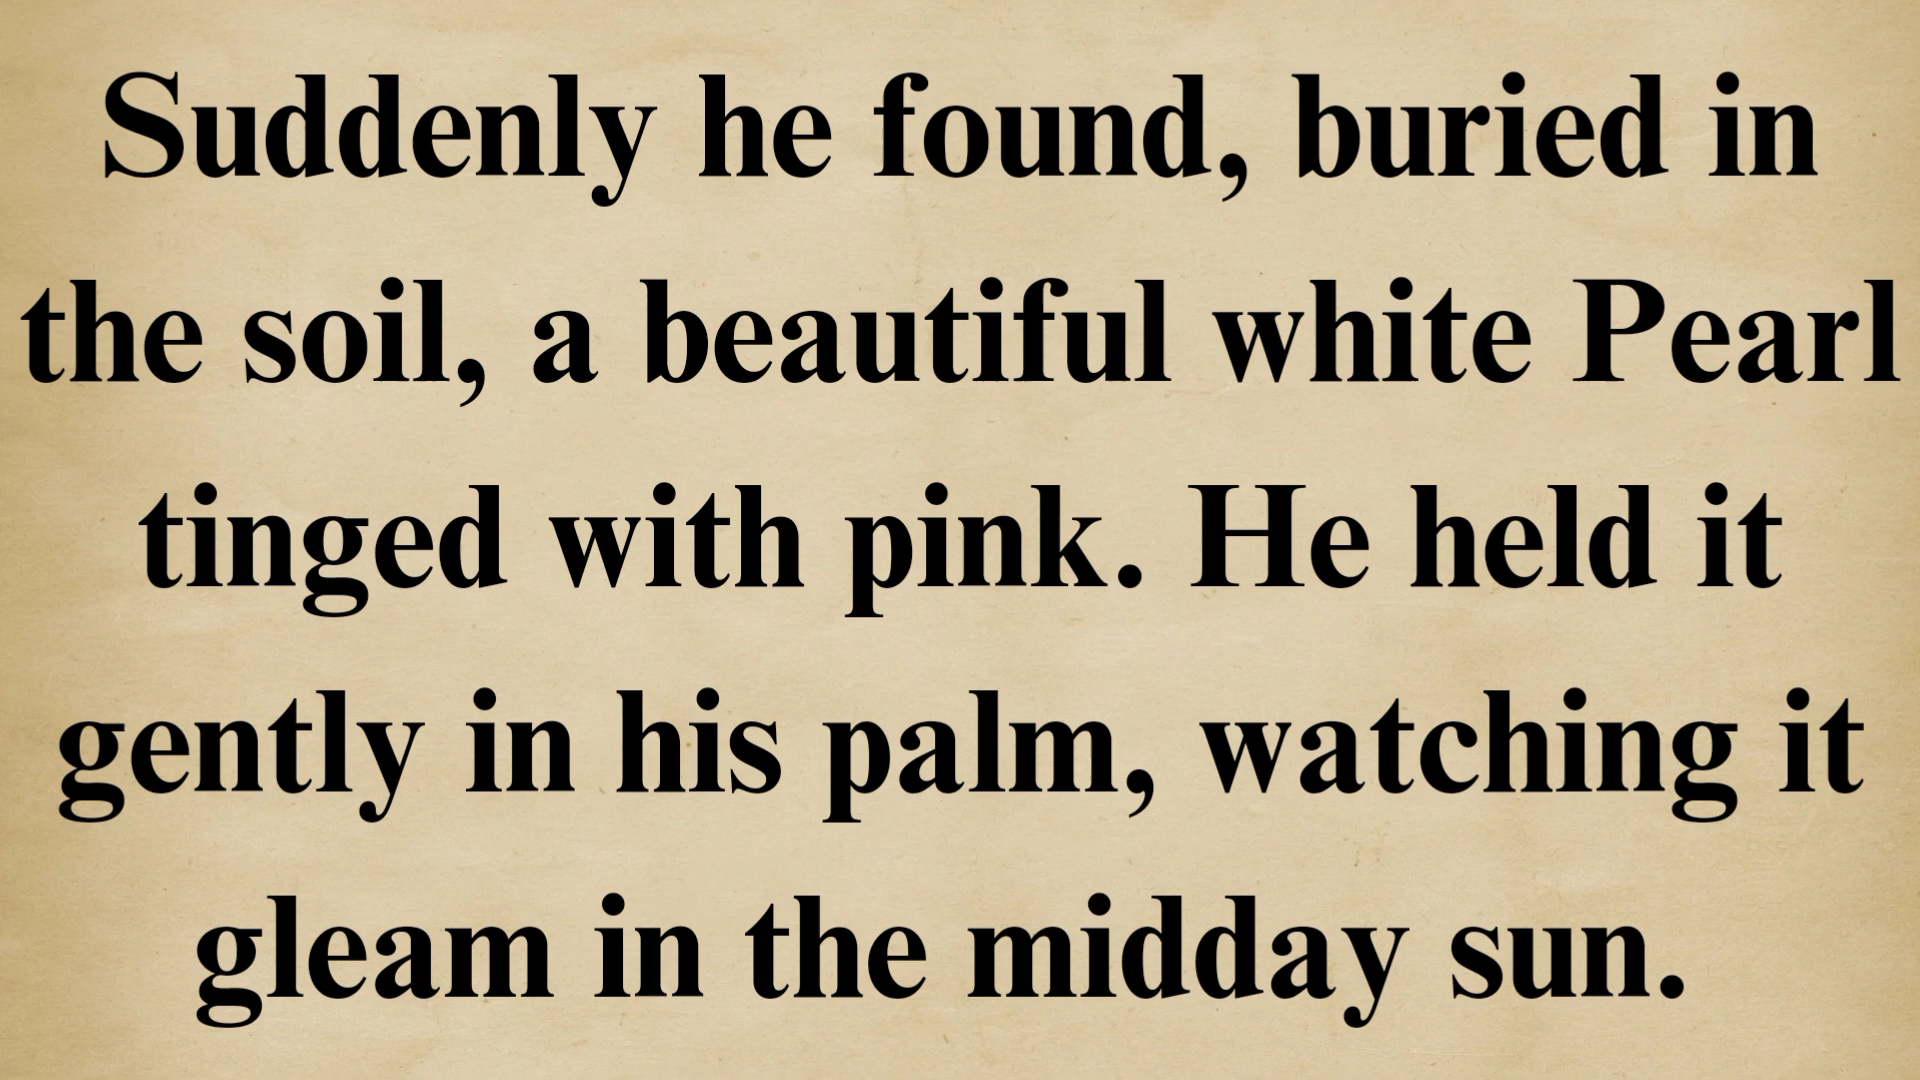 Suddenly he found, buried in
the soil, a beautiful white Pearl
tinged with pink. He held it
gently in his palm, watching it
gleam in the midday sun.